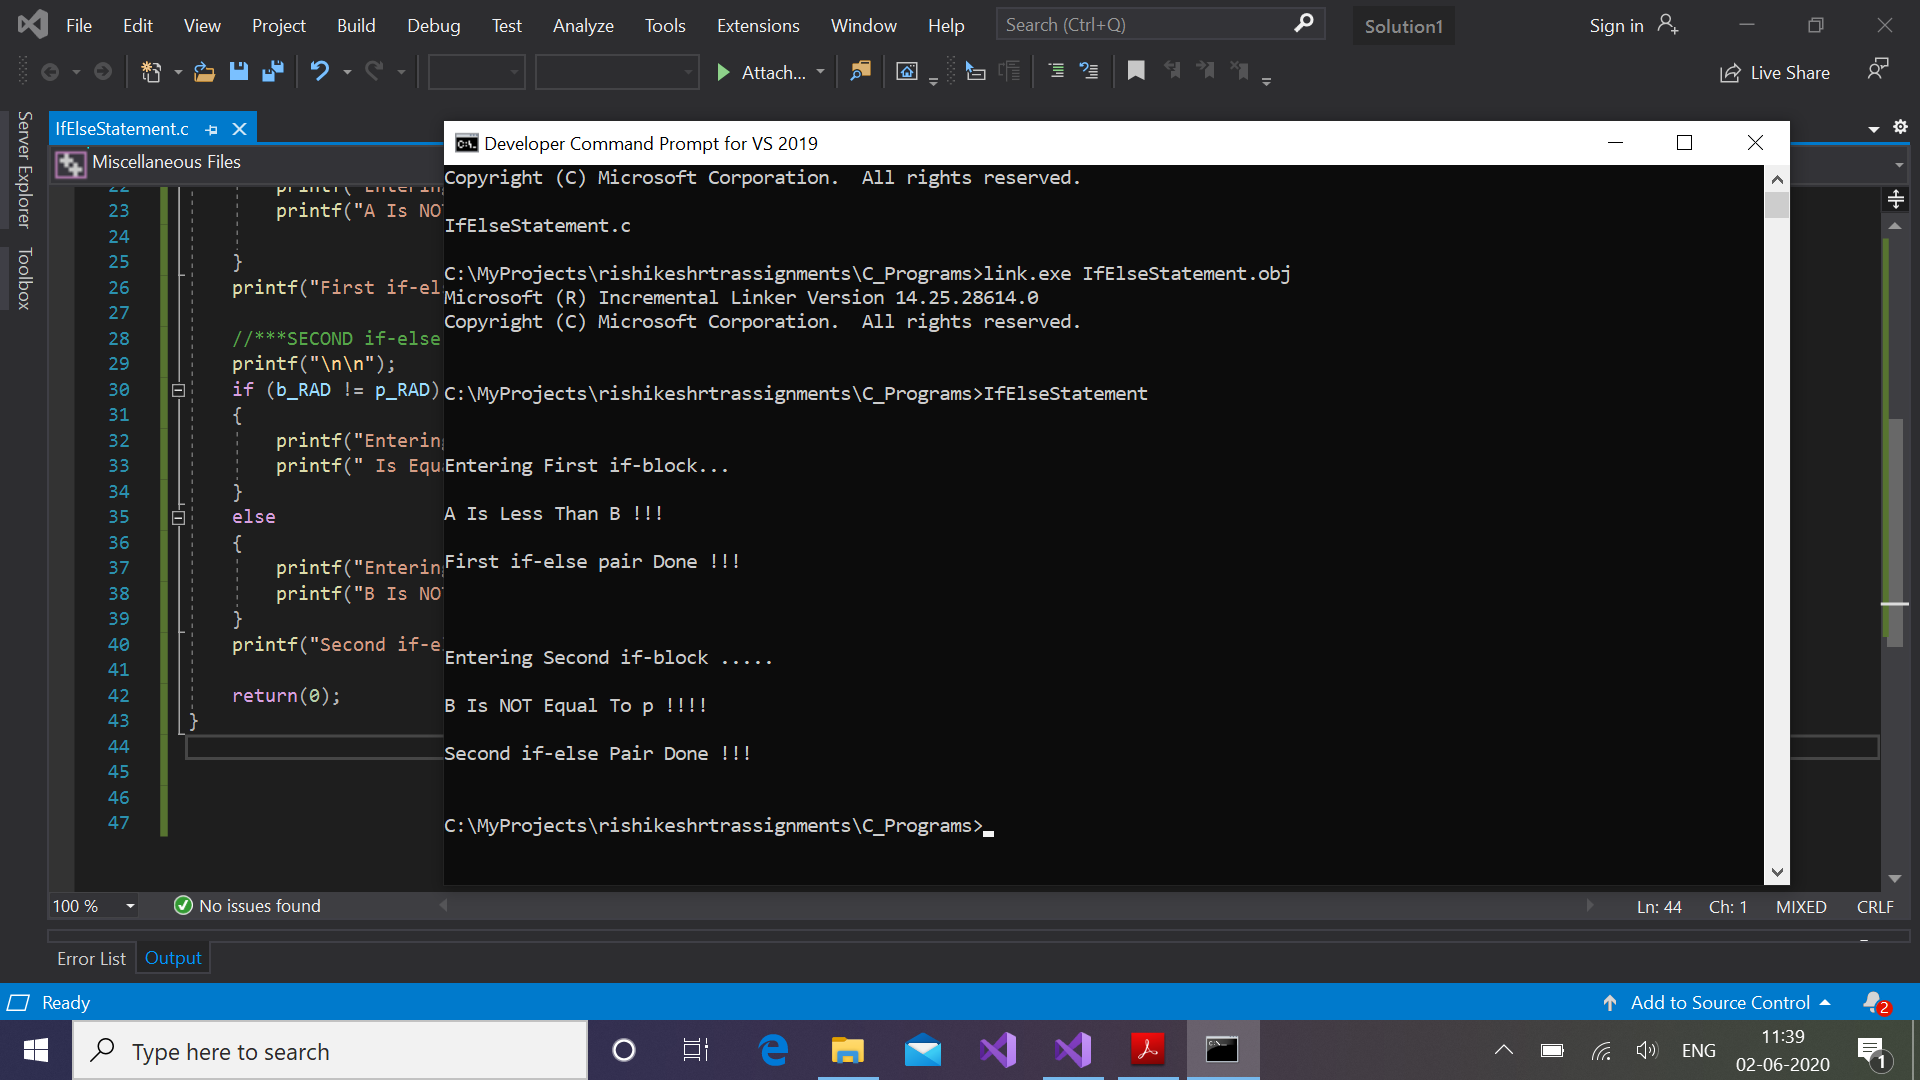 File Edit View Project Build Debug Test Analyze Tools Extensions Window Help Search (Ctrl+Q) Solution1 Sign in
Attach... Live Share
Server Explorer
Toolbox
IfElseStatement.c
Miscellaneous Files
22 printf("Entering
23 printf("A Is NO
24
25 }
26 printf("First if-el
27
28 //***SECOND if-else
29 printf("\n\n");
30 if (b_RAD != p_RAD)
31 {
32 printf("Entering
33 printf(" Is Equ
34 }
35 else
36 {
37 printf("Entering
38 printf("B Is NO
39 }
40 printf("Second if-e
41
42 return(0);
43 }
44
45
46
47
Developer Command Prompt for VS 2019
Copyright (C) Microsoft Corporation.  All rights reserved.
IfElseStatement.c
C:\MyProjects\rishikeshrtrassignments\C_Programs>link.exe IfElseStatement.obj
Microsoft (R) Incremental Linker Version 14.25.28614.0
Copyright (C) Microsoft Corporation.  All rights reserved.
C:\MyProjects\rishikeshrtrassignments\C_Programs>IfElseStatement
Entering First if-block...
A Is Less Than B !!!
First if-else pair Done !!!
Entering Second if-block .....
B Is NOT Equal To p !!!!
Second if-else Pair Done !!!
C:\MyProjects\rishikeshrtrassignments\C_Programs>
100 % No issues found Ln: 44 Ch: 1 MIXED CRLF
Error List Output
Ready Add to Source Control 2
Type here to search ENG 11:39
02-06-2020 1